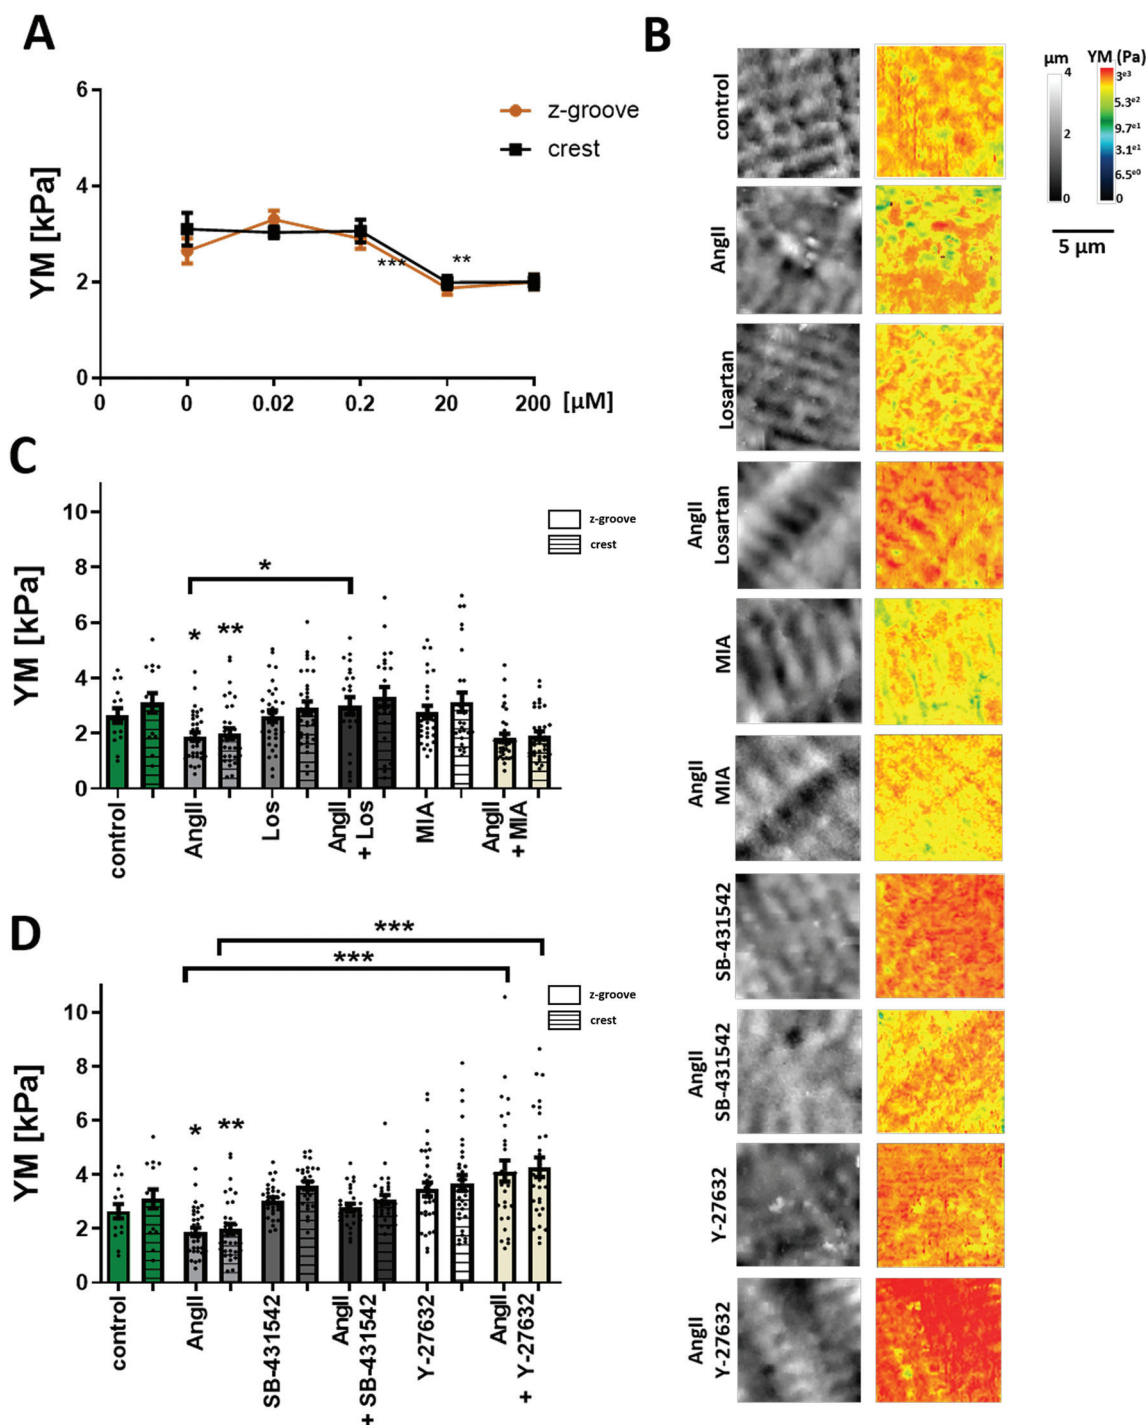 A
YM [kPa]
6
4
2
0
z-groove
crest
***
**
0
0
0.02
0.2
20
200
[µM]
B
µm
4
2
0
YM (Pa)
3e³
5.3e²
9.7e¹
3.1e¹
6.5e⁰
0
5 µm
control
AngII
Losartan
AngII
Losartan
MIA
AngII
MIA
SB-431542
AngII
SB-431542
Y-27632
AngII
Y-27632
C
YM [kPa]
10
8
6
4
2
0
z-groove
crest
*
*
**
control
AngII
Los
AngII
+ Los
MIA
AngII
+ MIA
D
YM [kPa]
10
8
6
4
2
0
z-groove
crest
***
***
*
**
control
AngII
SB-431542
AngII
+ SB-431542
Y-27632
AngII
+ Y-27632